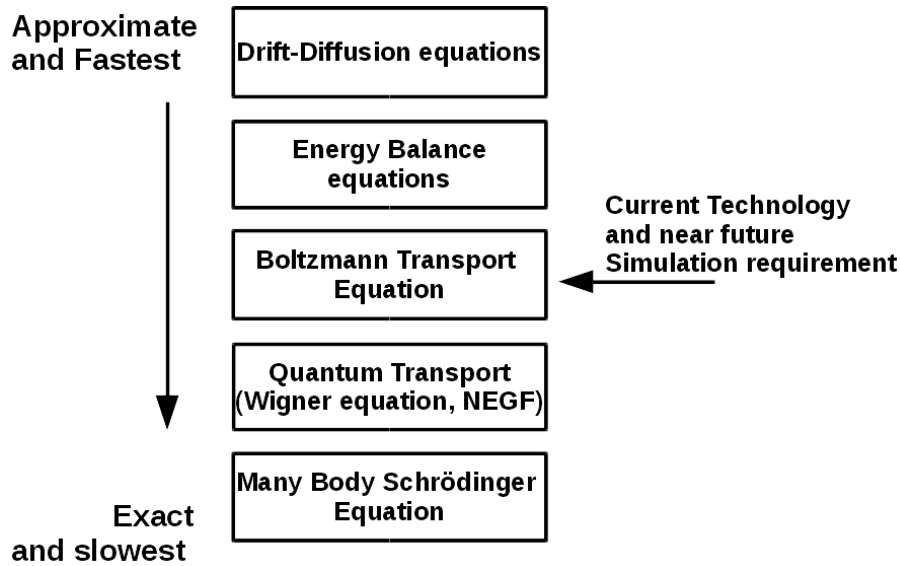 Approximate
and Fastest
Drift-Diffusion equations
Energy Balance
equations
Current Technology
and near future
Simulation requirement
Boltzmann Transport
Equation
Quantum Transport
(Wigner equation, NEGF)
Many Body Schrödinger
Equation
Exact
and slowest